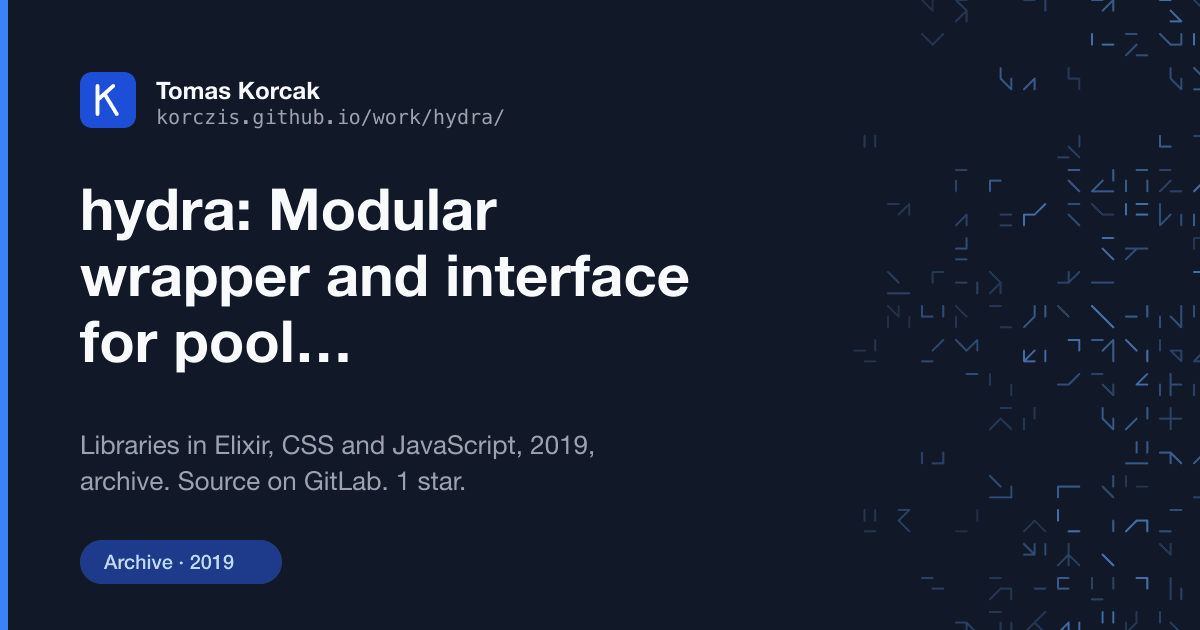 K
Tomas Korcak
korczis.github.io/work/hydra/
hydra: Modular
wrapper and interface
for pool…
Libraries in Elixir, CSS and JavaScript, 2019,
archive. Source on GitLab. 1 star.
Archive · 2019